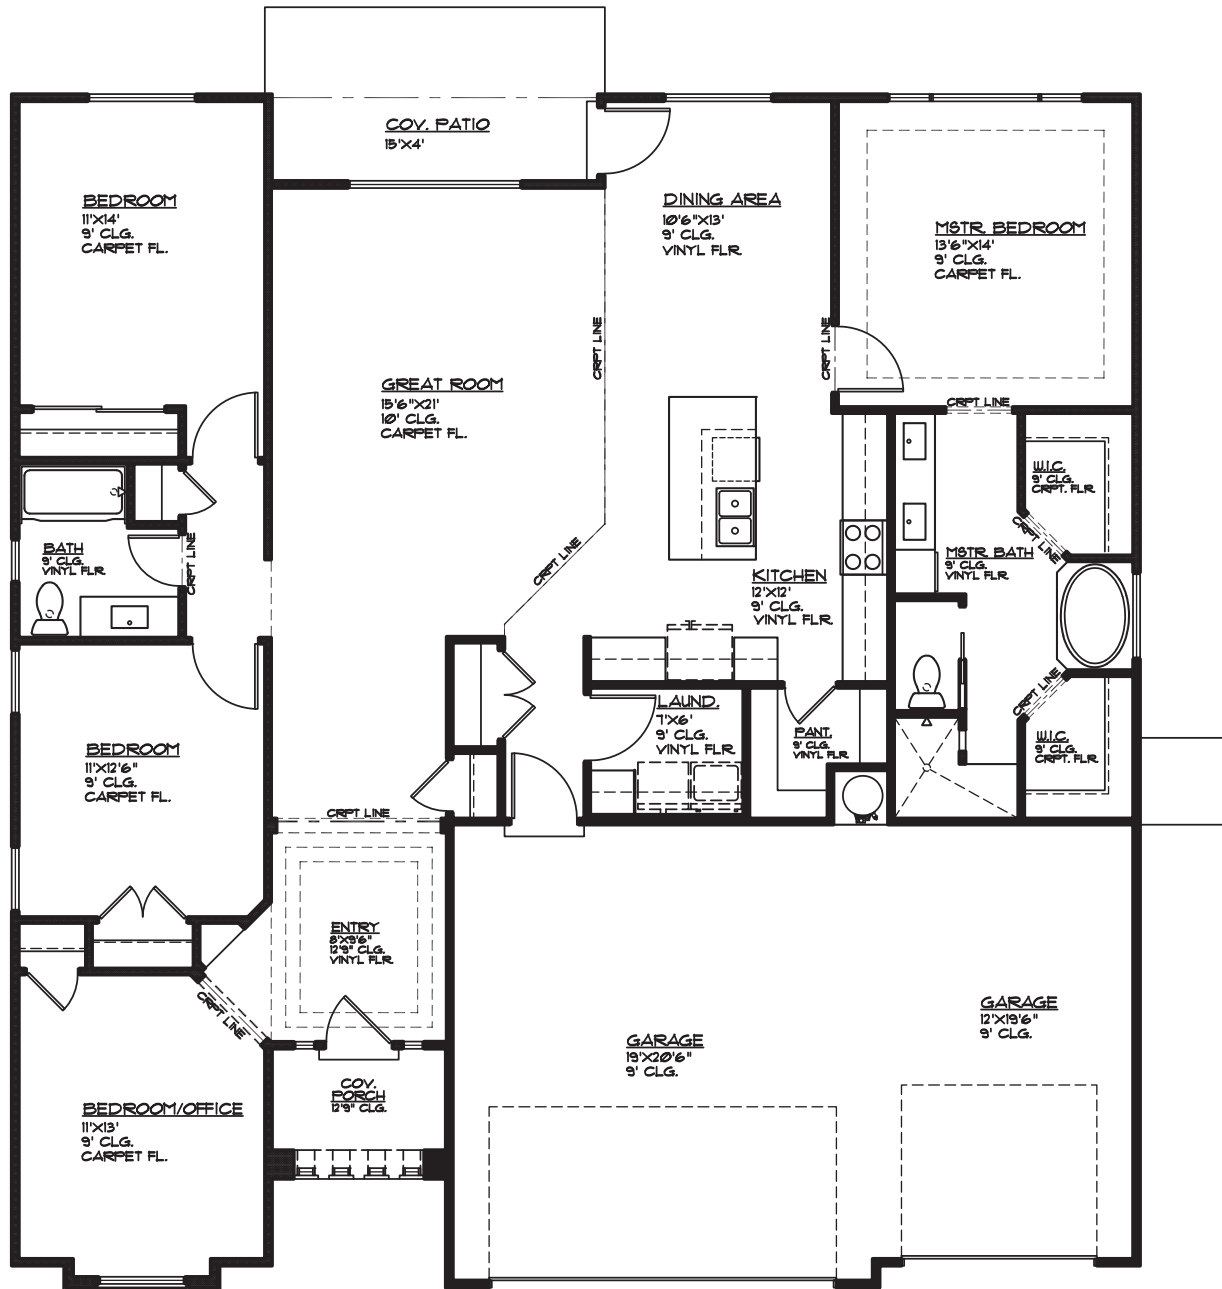 COV. PATIO
15'X4'
BEDROOM
11'X14'
9' CLG.
CARPET FL.
DINING AREA
10'6"X13'
9' CLG.
VINYL FLR.
MSTR. BEDROOM
13'6"X14'
9' CLG.
CARPET FL.
CRPT LINE
CRPT LINE
GREAT ROOM
15'6"X21'
10' CLG.
CARPET FL.
CRPT LINE
W.I.C.
9' CLG.
CRPT. FLR.
BATH
9' CLG.
VINYL FLR.
CRPT LINE
CRPT LINE
CRPT LINE
MSTR. BATH
9' CLG.
VINYL FLR.
KITCHEN
12'X12'
9' CLG.
VINYL FLR.
CRPT LINE
LAUND.
7'X6'
9' CLG.
VINYL FLR.
PANT.
9' CLG.
VINYL FLR.
W.I.C.
9' CLG.
CRPT. FLR.
BEDROOM
11'X12'6"
9' CLG.
CARPET FL.
CRPT LINE
ENTRY
8'X9'6"
12'9" CLG.
VINYL FLR.
CRPT LINE
GARAGE
19'X20'6"
9' CLG.
GARAGE
12'X19'6"
9' CLG.
COV.
PORCH
12'9" CLG.
BEDROOM/OFFICE
11'X13'
9' CLG.
CARPET FL.